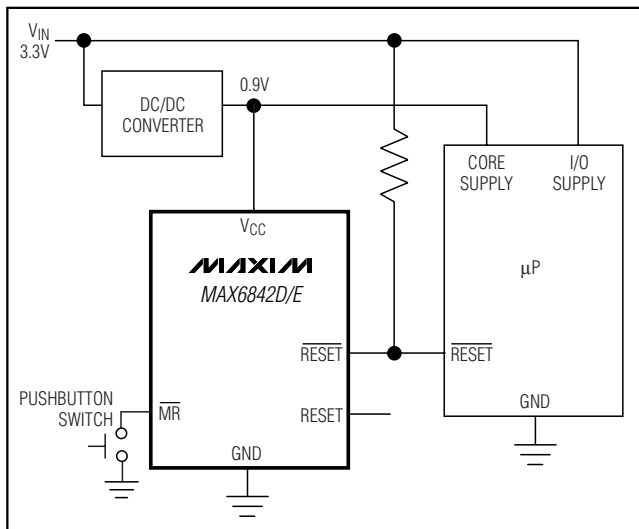 VIN
3.3V
DC/DC
CONVERTER
0.9V
CORE
SUPPLY
I/O
SUPPLY
VCC
MAXIM
MAX6842D/E
μP
RESET
RESET
PUSHBUTTON
SWITCH
MR
RESET
GND
GND